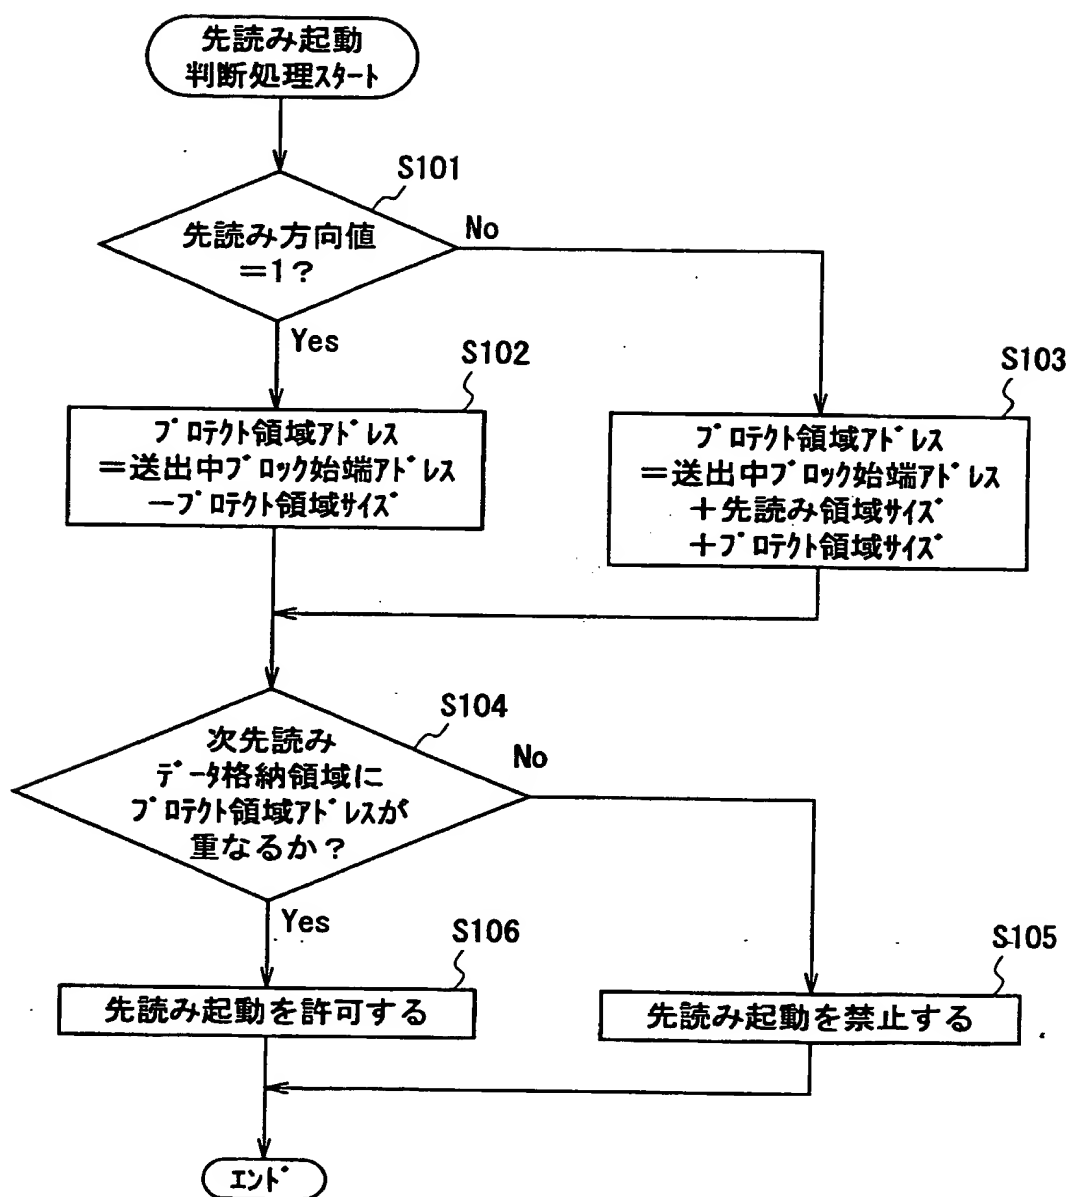 先読み起動
判断処理ｽﾀｰﾄ
S101
先読み方向値
＝1？
No
Yes
S102
ﾌﾟﾛﾃｸﾄ領域ｱﾄﾞﾚｽ
＝送出中ﾌﾞﾛｯｸ始端ｱﾄﾞﾚｽ
−ﾌﾟﾛﾃｸﾄ領域ｻｲｽﾞ
S103
ﾌﾟﾛﾃｸﾄ領域ｱﾄﾞﾚｽ
＝送出中ﾌﾞﾛｯｸ始端ｱﾄﾞﾚｽ
＋先読み領域ｻｲｽﾞ
＋ﾌﾟﾛﾃｸﾄ領域ｻｲｽﾞ
S104
次先読み
ﾃﾞｰﾀ格納領域に
ﾌﾟﾛﾃｸﾄ領域ｱﾄﾞﾚｽが
重なるか？
No
Yes
S106
先読み起動を許可する
S105
先読み起動を禁止する
ｴﾝﾄﾞ